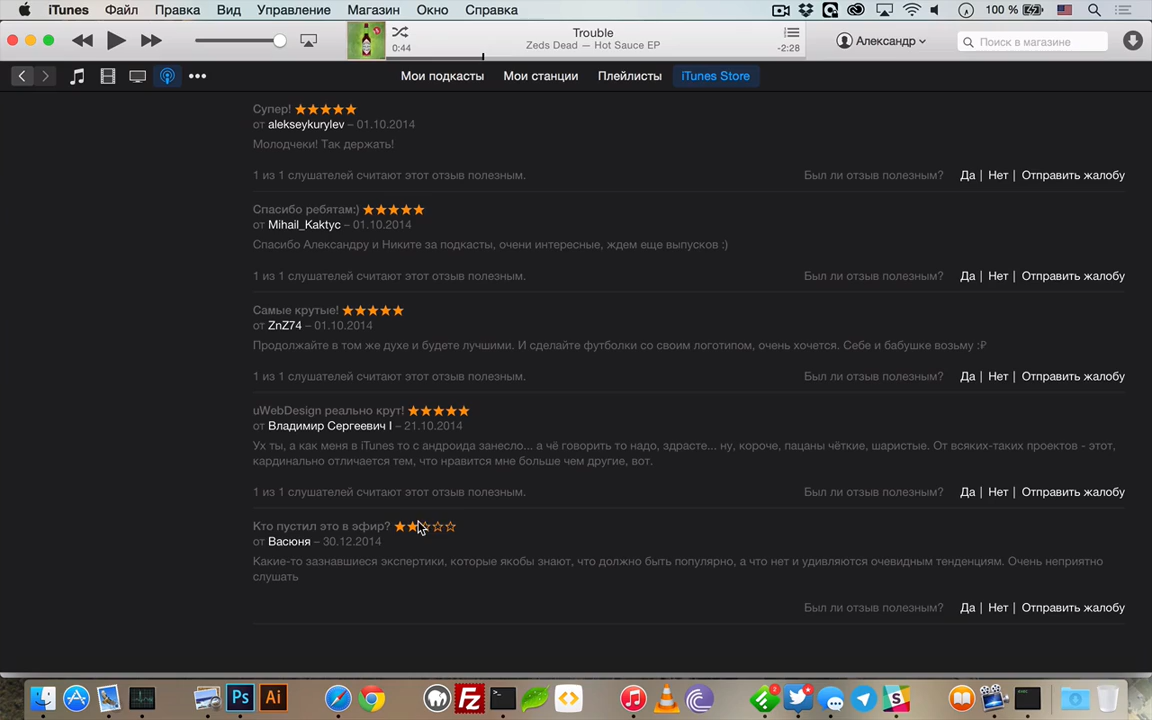 iTunes Файл Правка Вид Управление Магазин Окно Справка 100 %
Trouble
Zeds Dead — Hot Sauce EP
0:44 -2:28
Александр Поиск в магазине
Мои подкасты Мои станции Плейлисты iTunes Store
Супер!
от alekseykurylev – 01.10.2014
Молодчеки! Так держать!
1 из 1 слушателей считают этот отзыв полезным. Был ли отзыв полезным? Да | Нет | Отправить жалобу
Спасибо ребятам:)
от Mihail_Kaktyc – 01.10.2014
Спасибо Александру и Никите за подкасты, очени интересные, ждем еще выпусков :)
1 из 1 слушателей считают этот отзыв полезным. Был ли отзыв полезным? Да | Нет | Отправить жалобу
Самые крутые!
от ZnZ74 – 01.10.2014
Продолжайте в том же духе и будете лучшими. И сделайте футболки со своим логотипом, очень хочется. Себе и бабушке возьму :₽
1 из 1 слушателей считают этот отзыв полезным. Был ли отзыв полезным? Да | Нет | Отправить жалобу
uWebDesign реально крут!
от Владимир Сергеевич I – 21.10.2014
Ух ты, а как меня в iTunes то с андроида занесло... а чё говорить то надо, здрасте... ну, короче, пацаны чёткие, шаристые. От всяких-таких проектов - этот,
кардинально отличается тем, что нравится мне больше чем другие, вот.
1 из 1 слушателей считают этот отзыв полезным. Был ли отзыв полезным? Да | Нет | Отправить жалобу
Кто пустил это в эфир?
от Васюня – 30.12.2014
Какие-то зазнавшиеся экспертики, которые якобы знают, что должно быть популярно, а что нет и удивляются очевидным тенденциям. Очень неприятно
слушать
Был ли отзыв полезным? Да | Нет | Отправить жалобу
Ps Ai Fz 2